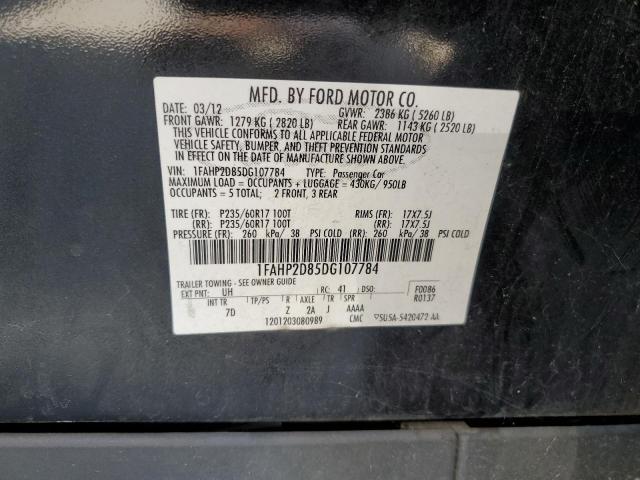 MFD. BY FORD MOTOR CO.
DATE: 03/12 GVWR: 2386 KG ( 5260 LB)
FRONT GAWR: 1279 KG ( 2820 LB) REAR GAWR: 1143 KG ( 2520 LB)
THIS VEHICLE CONFORMS TO ALL APPLICABLE FEDERAL MOTOR
VEHICLE SAFETY, BUMPER, AND THEFT PREVENTION STANDARDS
IN EFFECT ON THE DATE OF MANUFACTURE SHOWN ABOVE.
VIN: 1FAHP2D85DG107784 TYPE: Passenger Car
MAXIMUM LOAD = OCCUPANTS + LUGGAGE = 430KG/ 950LB
OCCUPANTS = 5 TOTAL; 2 FRONT, 3 REAR
TIRE (FR): P235/60R17 100T RIMS (FR): 17X7.5J
(RR): P235/60R17 100T (RR): 17X7.5J
PRESSURE (FR): 260 kPa/ 38 PSI COLD (RR): 260 kPa/ 38 PSI COLD
1FAHP2D85DG107784
TRAILER TOWING - SEE OWNER GUIDE
EXT PNT: UH RC: 41 DSO: F0086
INT TR TP/PS R AXLE TR SPR R0137
7D Z 2A J AAAA
1201203080989 CMC